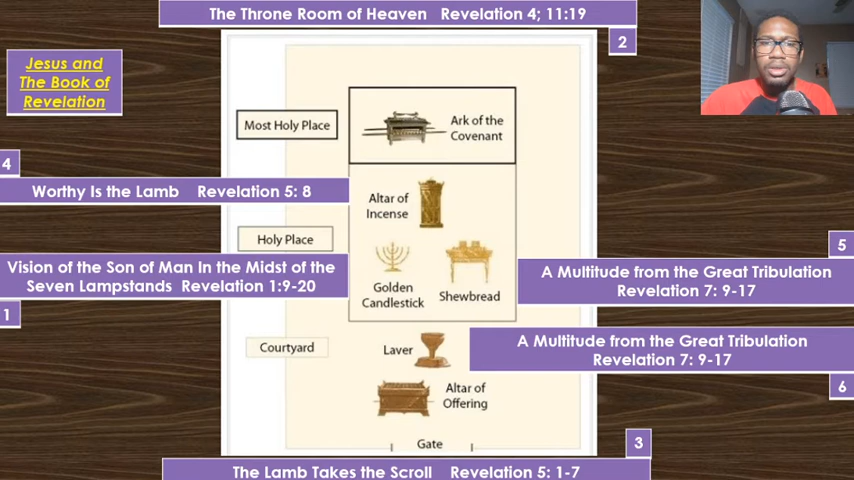 The Throne Room of Heaven Revelation 4; 11:19
2
Jesus and
The Book of
Revelation
Most Holy Place
Ark of the
Covenant
4
Worthy Is the Lamb Revelation 5: 8
Altar of
Incense
Holy Place
5
A Multitude from the Great Tribulation
Revelation 7: 9-17
Vision of the Son of Man In the Midst of the
Seven Lampstands Revelation 1:9-20
1
Golden
Candlestick
Shewbread
Courtyard
Laver
A Multitude from the Great Tribulation
Revelation 7: 9-17
6
Altar of
Offering
Gate
3
The Lamb Takes the Scroll Revelation 5: 1-7